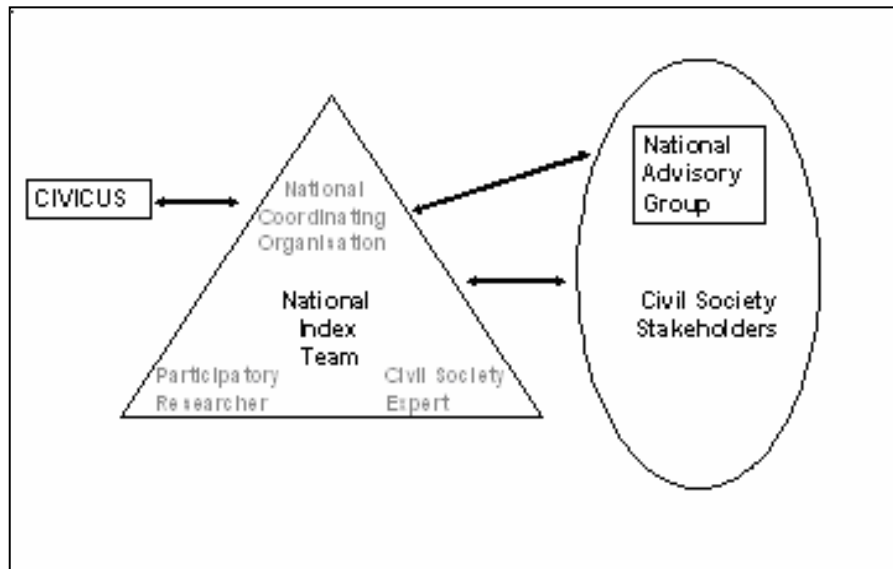 CIVICUS
National
Coordinating
Organisation
National
Index
Team
Participatory
Researcher
Civil Society
Expert
National
Advisory
Group
Civil Society
Stakeholders